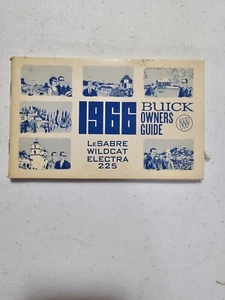 1966
BUICK
OWNERS
GUIDE
LeSABRE
WILDCAT
ELECTRA
225